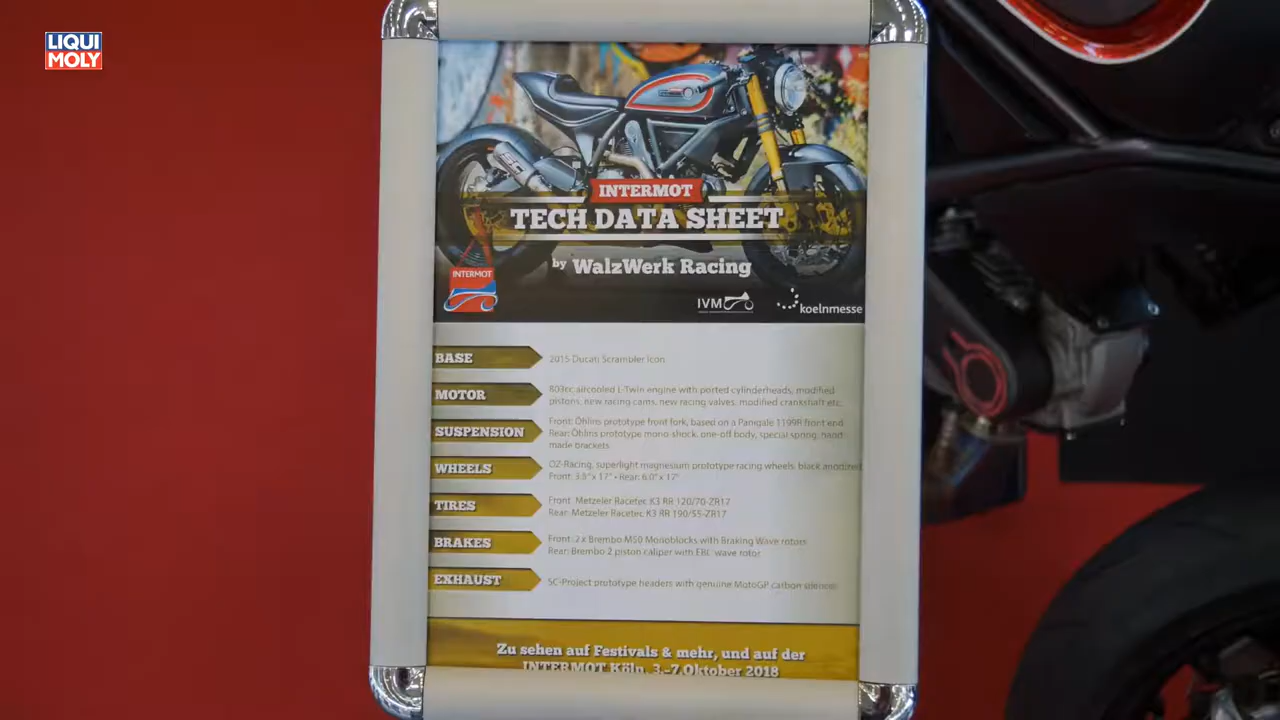 LIQUI
MOLY
INTERMOT
TECH DATA SHEET
by WalzWerk Racing
INTERMOT
IVM
koelnmesse
BASE
2015 Ducati Scrambler Icon
MOTOR
803cc aircooled L-Twin engine with ported cylinderheads, modified
pistons, new racing cams, new racing valves, modified crankshaft etc.
SUSPENSION
Front: Öhlins prototype front fork, based on a Panigale 1199R front end
Rear: Öhlins prototype mono shock, one-off body, special spring, hand
made brackets
WHEELS
OZ-Racing, superlight magnesium prototype racing wheels, black anodized
Front: 3.5" x 17" • Rear: 6.0" x 17"
TIRES
Front: Metzeler Racetec K3 RR 120/70-ZR17
Rear: Metzeler Racetec K3 RR 190/55-ZR17
BRAKES
Front: 2 x Brembo M50 Monoblocks with Braking Wave rotors
Rear: Brembo 2 piston caliper with EBC wave rotor
EXHAUST
SC-Project prototype headers with genuine MotoGP carbon silencer
Zu sehen auf Festivals & mehr, und auf der
INTERMOT Köln, 3.-7. Oktober 2018